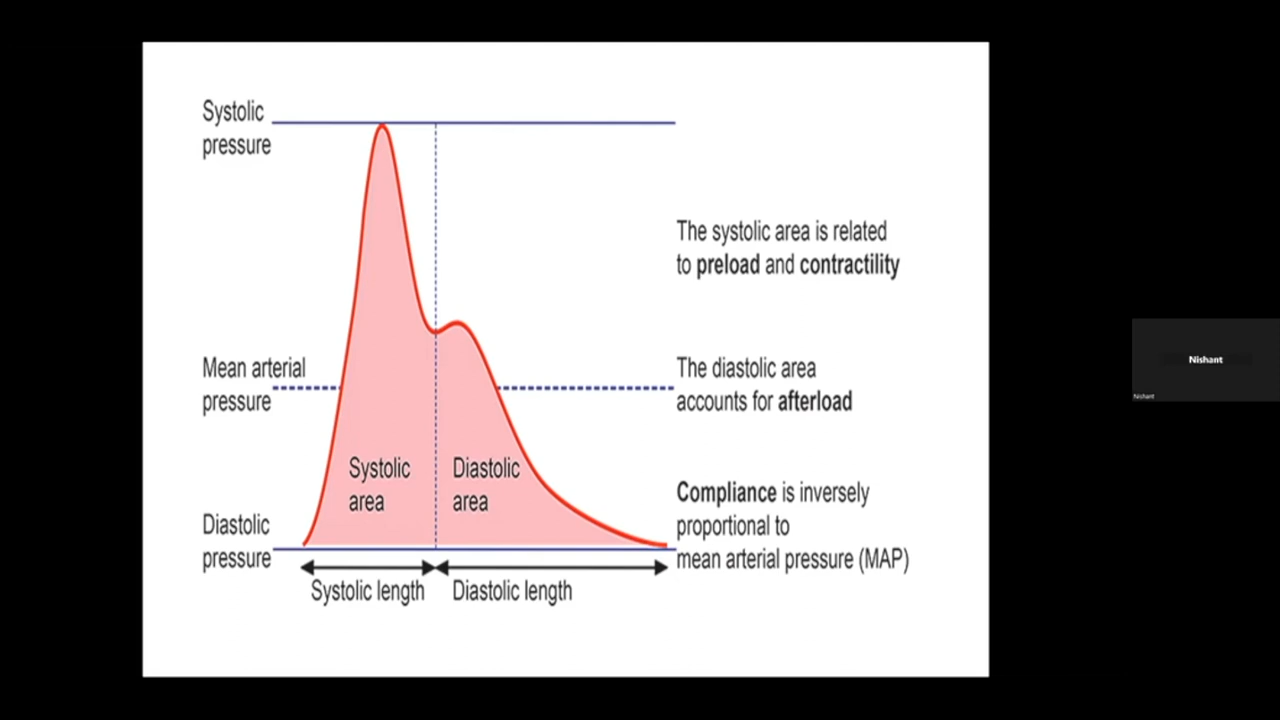 Systolic
pressure
The systolic area is related
to preload and contractility
Mean arterial
pressure
The diastolic area
accounts for afterload
Systolic
area
Diastolic
area
Diastolic
pressure
Compliance is inversely
proportional to
mean arterial pressure (MAP)
Systolic length
Diastolic length
Nishant
Nishant